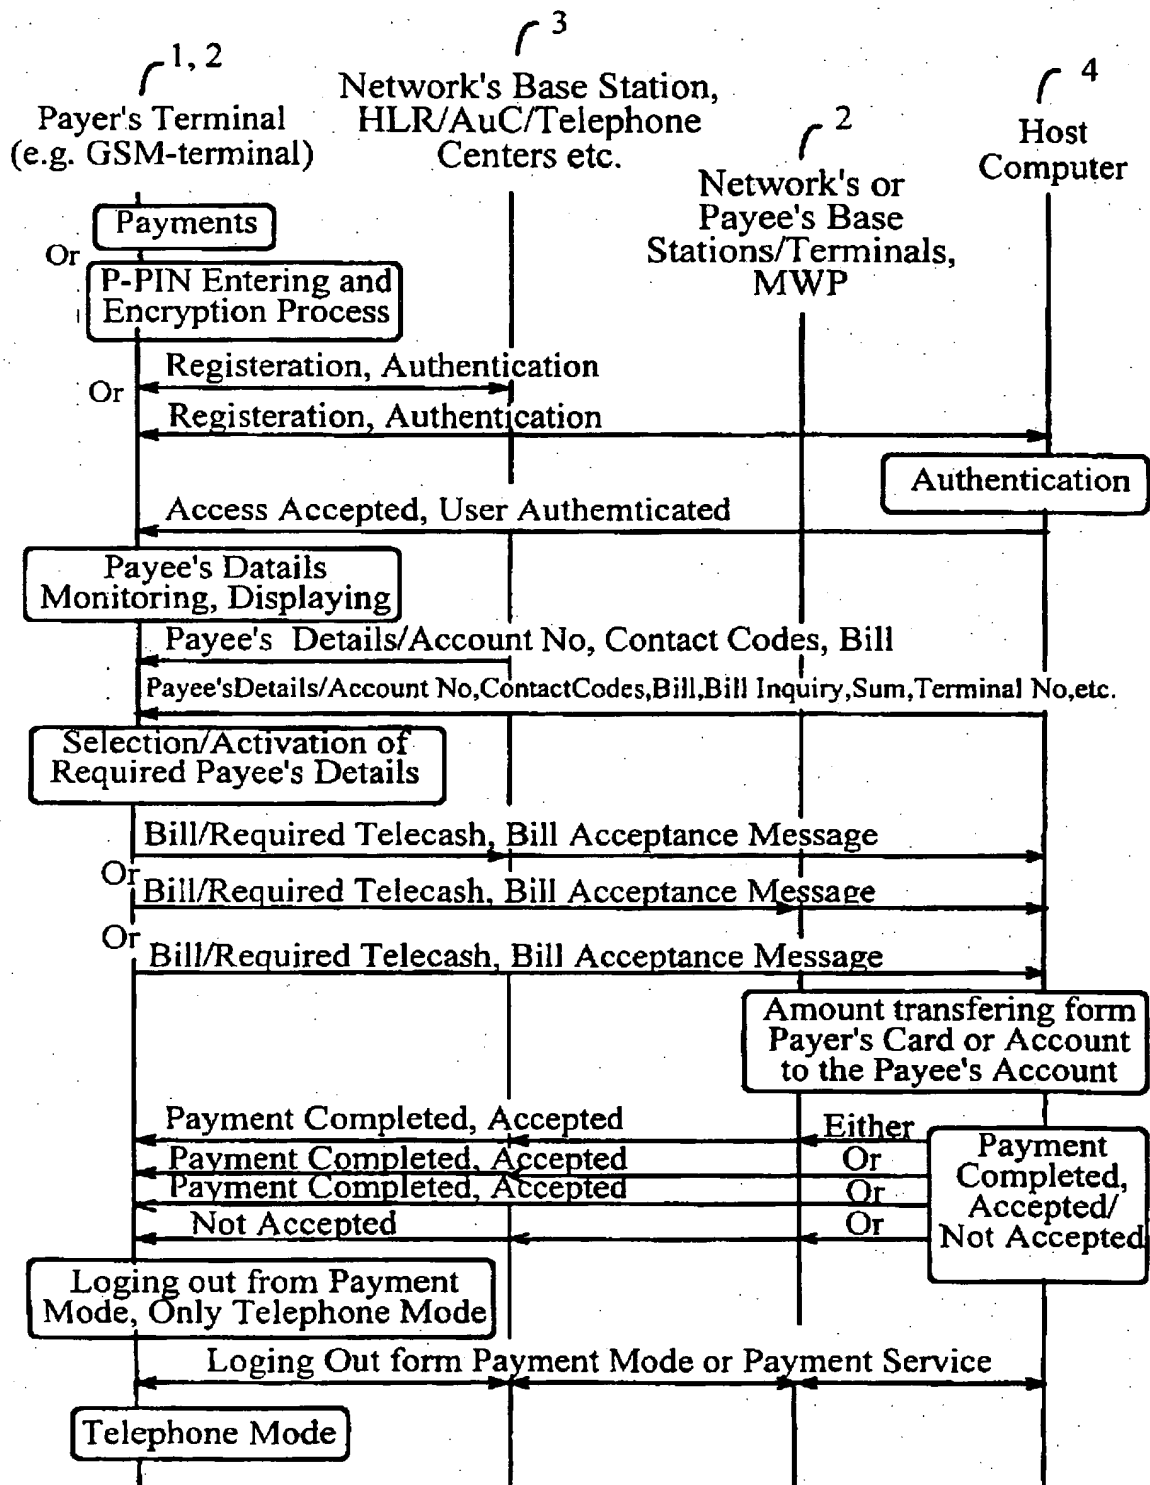 1, 2
3
4
2
Payer's Terminal
(e.g. GSM-terminal)
Network's Base Station,
HLR/AuC/Telephone
Centers etc.
Network's or
Payee's Base
Stations/Terminals,
MWP
Host
Computer
Payments
Or
P-PIN Entering and
Encryption Process
Registeration, Authentication
Or
Registeration, Authentication
Authentication
Access Accepted, User Authemticated
Payee's Datails
Monitoring, Displaying
Payee's Details/Account No, Contact Codes, Bill
Payee'sDetails/Account No,ContactCodes,Bill,Bill Inquiry,Sum,Terminal No,etc.
Selection/Activation of
Required Payee's Details
Bill/Required Telecash, Bill Acceptance Message
Or
Bill/Required Telecash, Bill Acceptance Message
Or
Bill/Required Telecash, Bill Acceptance Message
Amount transfering form
Payer's Card or Account
to the Payee's Account
Payment Completed, Accepted
Either
Payment Completed, Accepted
Or
Payment Completed, Accepted
Or
Not Accepted
Or
Payment
Completed,
Accepted/
Not Accepted
Loging out from Payment
Mode, Only Telephone Mode
Loging Out form Payment Mode or Payment Service
Telephone Mode